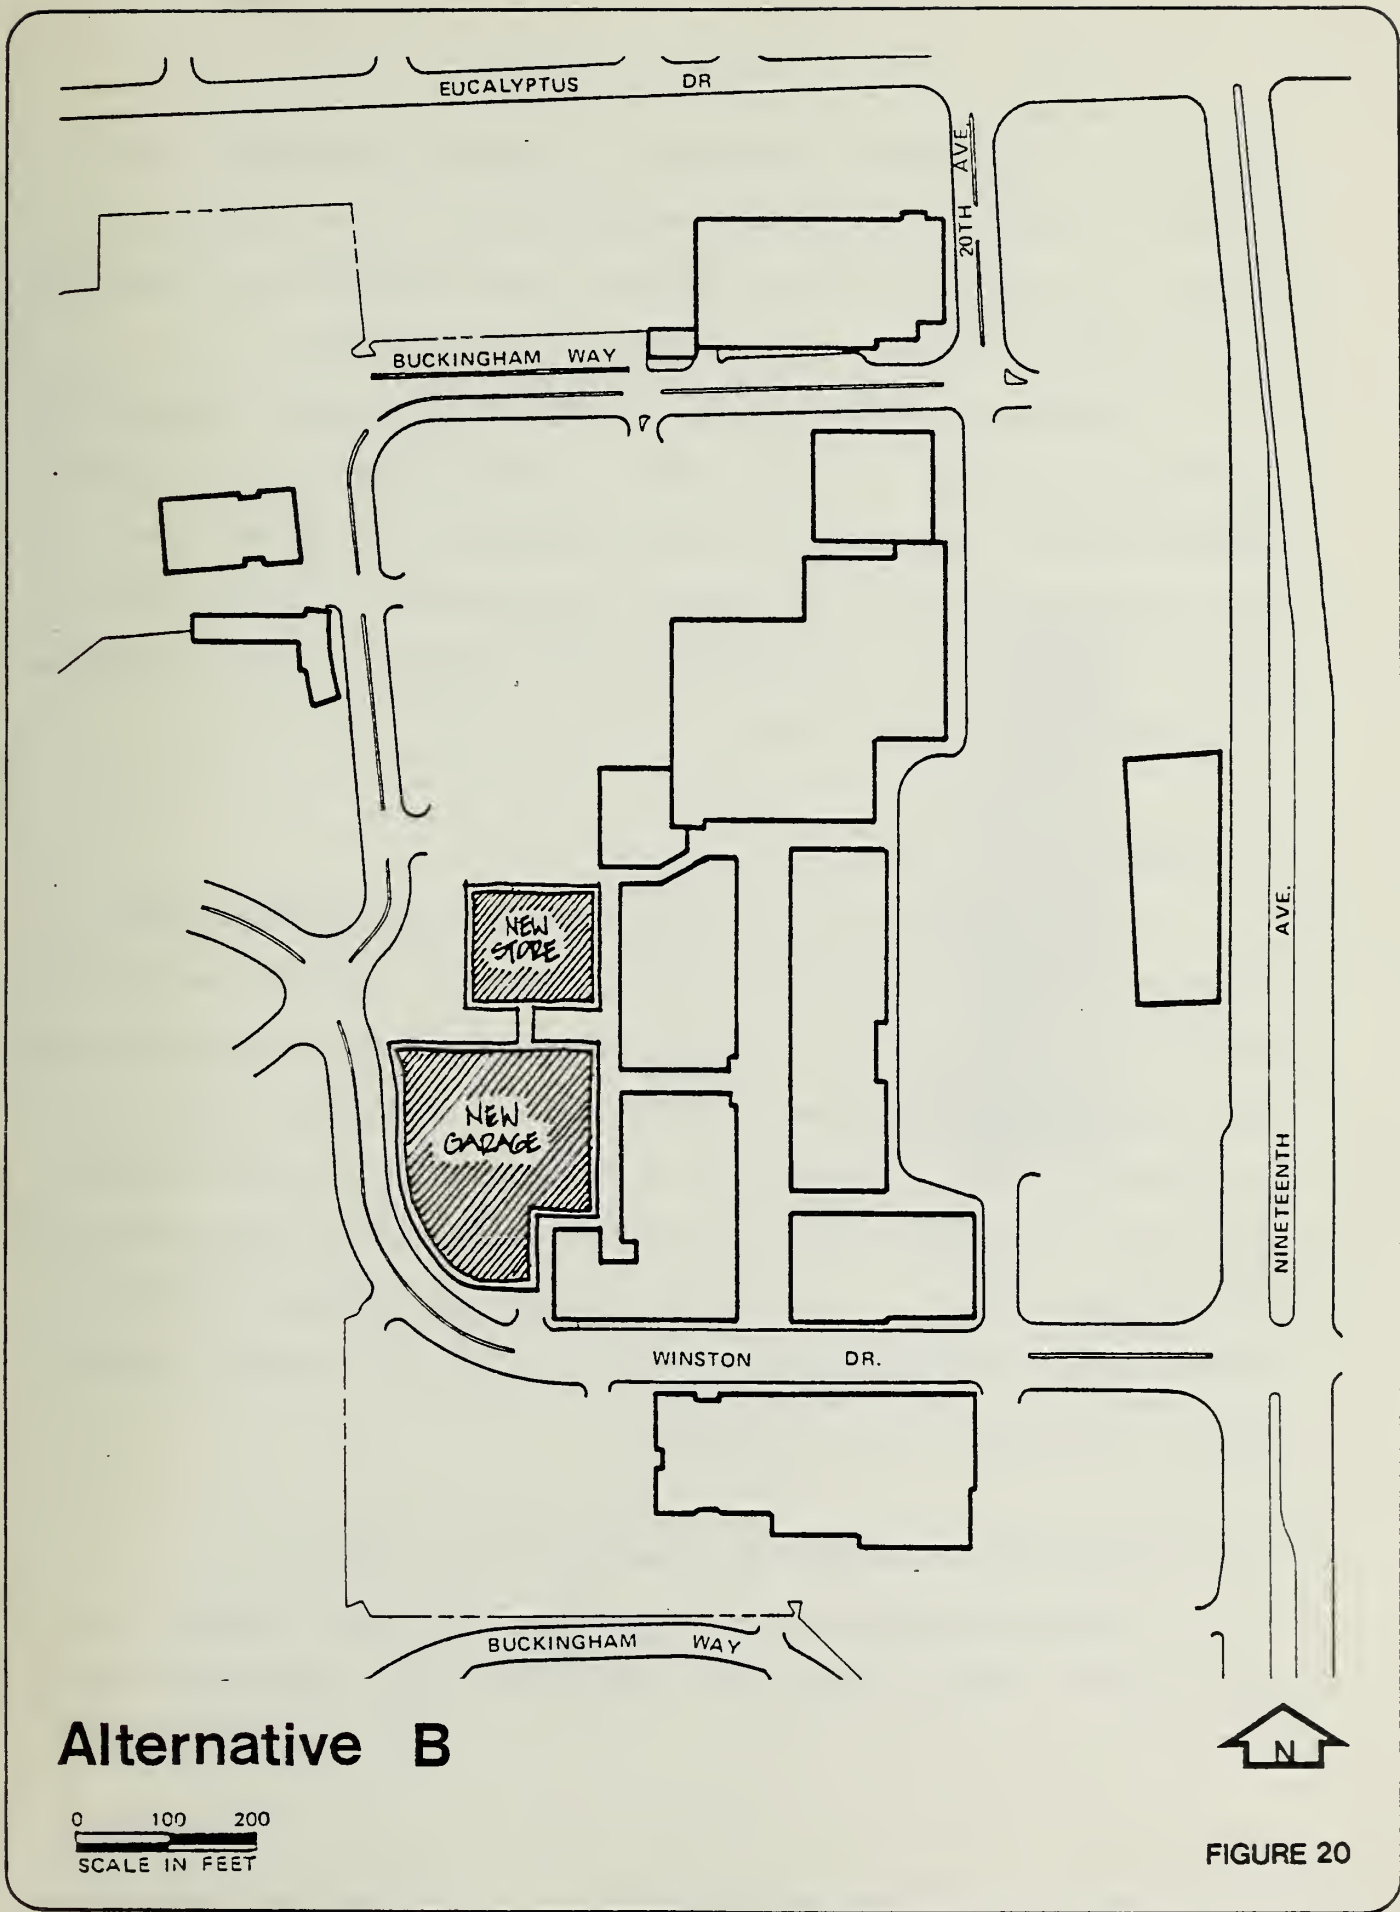 EUCALYPTUS DR
20TH AVE.
BUCKINGHAM WAY
NEW
STORE
NEW
GARAGE
NINETEENTH AVE.
WINSTON DR.
BUCKINGHAM WAY
Alternative B
N
0 100 200
SCALE IN FEET
FIGURE 20